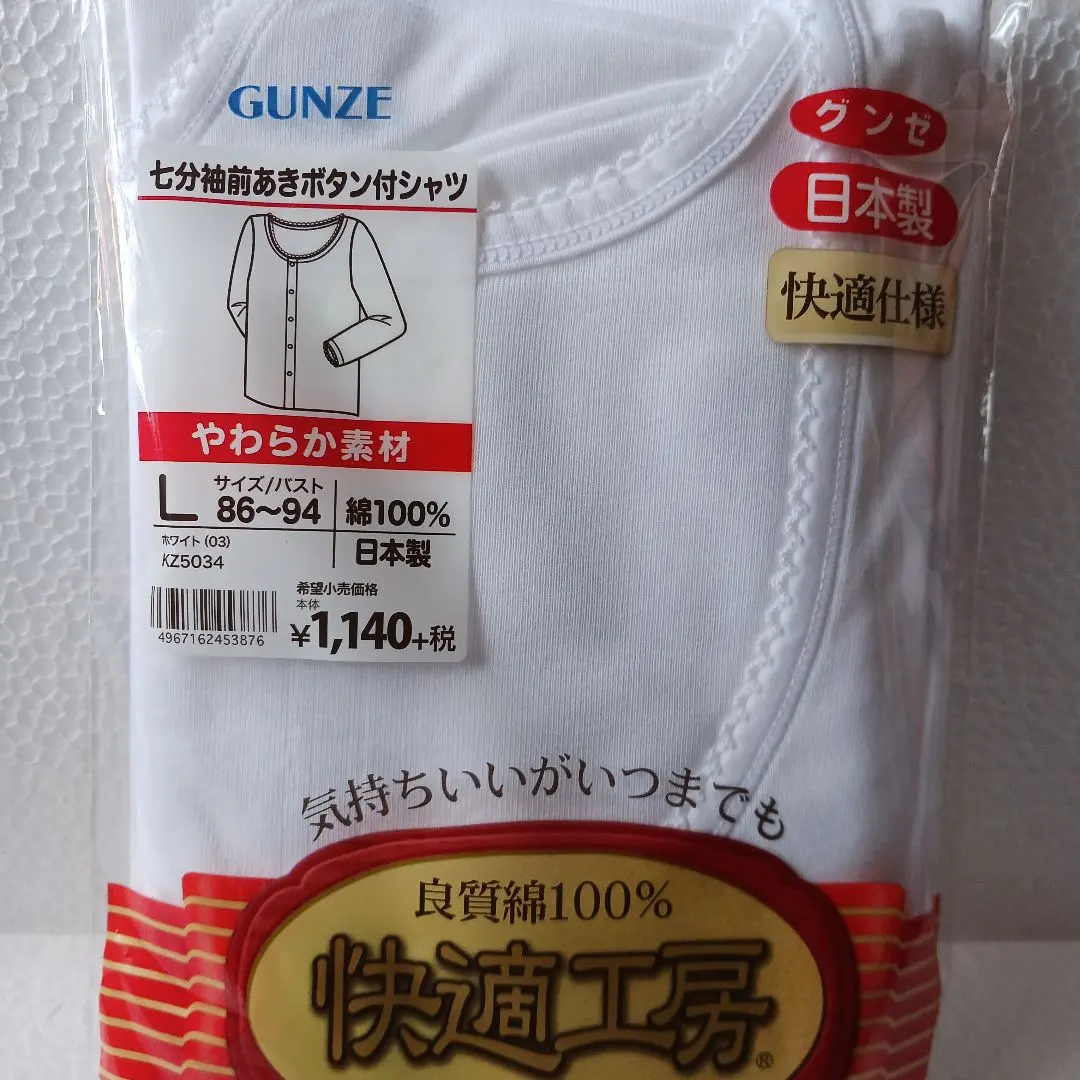 GUNZE
七分袖前あきボタン付シャツ
やわらか素材
L
サイズ/バスト
86〜94
綿100%
日本製
ホワイト (03)
KZ5034
希望小売価格
本体
¥1,140+税
4967162453876
グンゼ
日本製
快適仕様
気持ちいいがいつまでも
良質綿100%
快適工房®